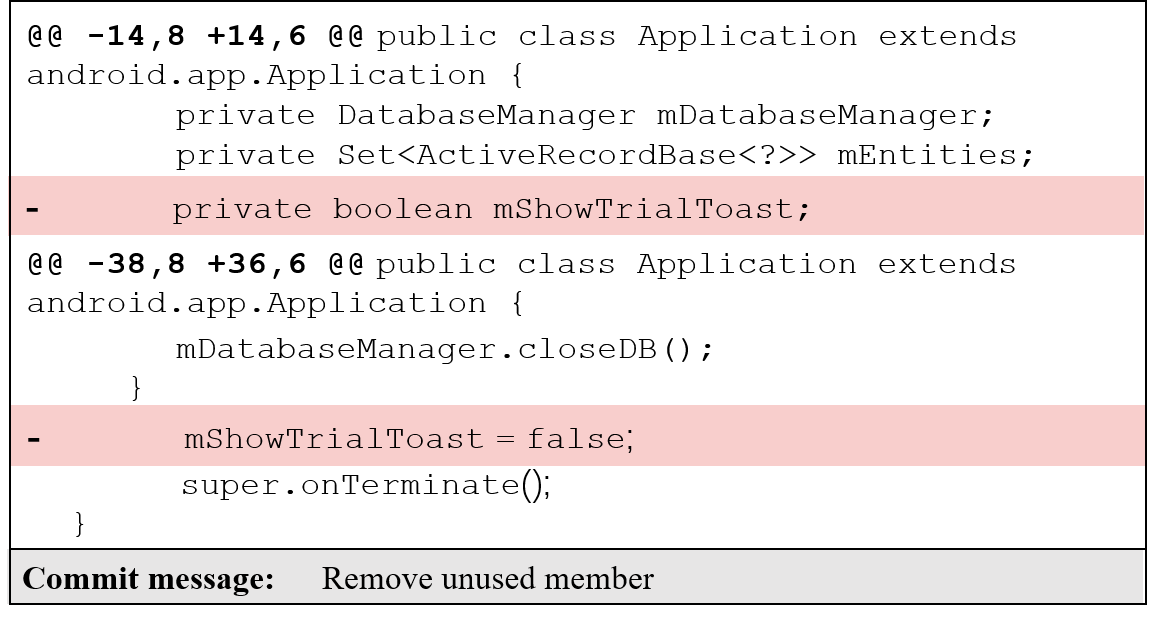 @@ -14,8 +14,6 @@ public class Application extends
android.app.Application {
private DatabaseManager mDatabaseManager;
private Set<ActiveRecordBase<?>> mEntities;
- private boolean mShowTrialToast;
@@ -38,8 +36,6 @@ public class Application extends
android.app.Application {
mDatabaseManager.closeDB();
}
- mShowTrialToast = false;
super.onTerminate();
}
Commit message: Remove unused member